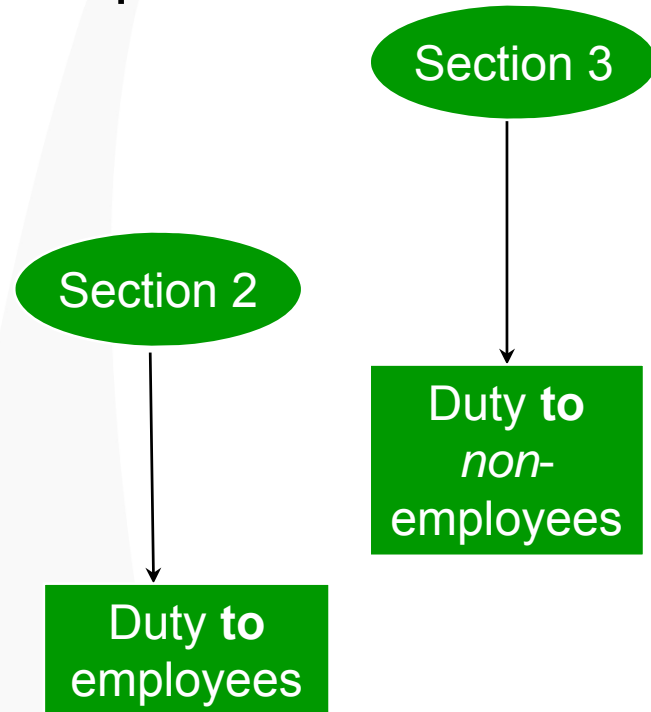 Section 3
Section 2
Duty to
non-
employees
Duty to
employees